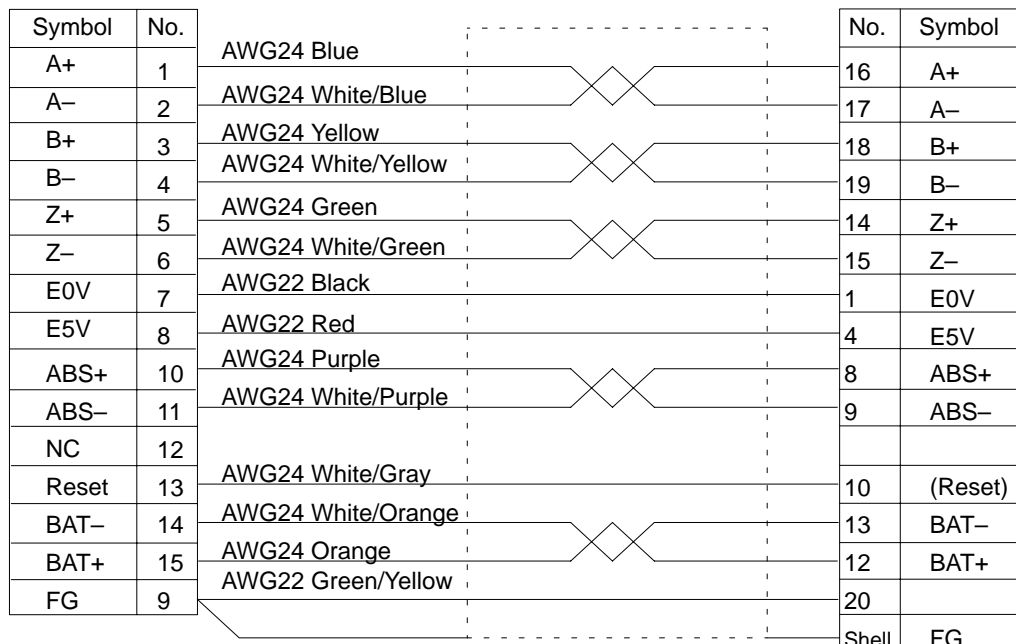 Symbol No. No. Symbol
A+ 1 AWG24 Blue 16 A+
A– 2 AWG24 White/Blue 17 A–
B+ 3 AWG24 Yellow 18 B+
B– 4 AWG24 White/Yellow 19 B–
Z+ 5 AWG24 Green 14 Z+
Z– 6 AWG24 White/Green 15 Z–
E0V 7 AWG22 Black 1 E0V
E5V 8 AWG22 Red 4 E5V
ABS+ 10 AWG24 Purple 8 ABS+
ABS– 11 AWG24 White/Purple 9 ABS–
NC 12
Reset 13 AWG24 White/Gray 10 (Reset)
BAT– 14 AWG24 White/Orange 13 BAT–
BAT+ 15 AWG24 Orange 12 BAT+
FG 9 AWG22 Green/Yellow 20
Shell FG